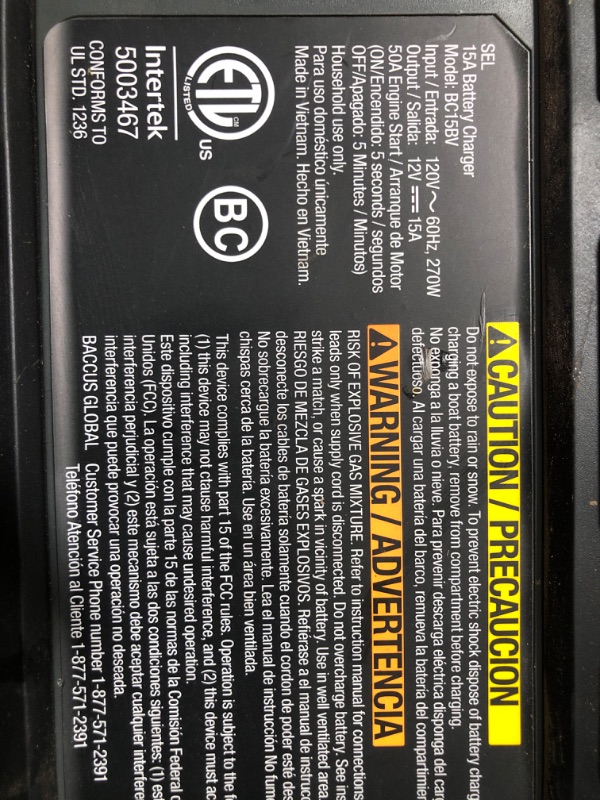 SEL
15A Battery Charger
Model: BC15BV
Input / Entrada: 120V~ 60Hz, 270W
Output / Salida: 12V⎓15A
50A Engine Start / Arranque de Motor
(ON/Encendido: 5 seconds / segundos
OFF/Apagado: 5 Minutes / Minutos)
Household use only.
Para uso doméstico únicamente
Made in Vietnam. Hecho en Vietnam.
ETL
CM
LISTED
US
Intertek
5003467
CONFORMS TO
UL STD. 1236
BC
⚠CAUTION / PRECAUCION
Do not expose to rain or snow. To prevent electric shock dispose of battery
charging a boat battery, remove from compartment before charging.
No exponga a la lluvia o nieve. Para prevenir descarga eléctrica disponga del
defectuoso. Al cargar una batería del barco, remueva la batería del
⚠WARNING / ADVERTENCIA
RISK OF EXPLOSIVE GAS MIXTURE. Refer to instruction manual for connections
leads only when supply cord is disconnected. Do not overcharge battery. See
strike a match, or cause a spark in vicinity of battery. Use in well ventilated area.
RIESGO DE MEZCLA DE GASES EXPLOSIVOS. Refiérase a el manual de
desconecte los cables de batería solamente cuando el cordon de poder esté
No sobrecargue la batería excesivamente. Lea el manual de instrucción No
chispas cerca de la batería. Use en un área bien ventilada.
This device complies with part 15 of the FCC rules. Operation is subject to the
(1) this device may not clause harmful interference, and (2) this device must
including interference that may cause undesired operation.
Este dispositivo cumple con la parte 15 de las normas de la Comisión Federal
Unidos (FCC). La operación está sujeta a las dos condiciones siguientes: (1)
interferencia perjudicial y (2) este mecanismo debe aceptar cualquier
interferencia que puede provocar una operación no deseada.
BACCUS GLOBAL Customer Service Phone number 1-877-571-2391
Teléfono Atención al Cliente 1-877-571-2391